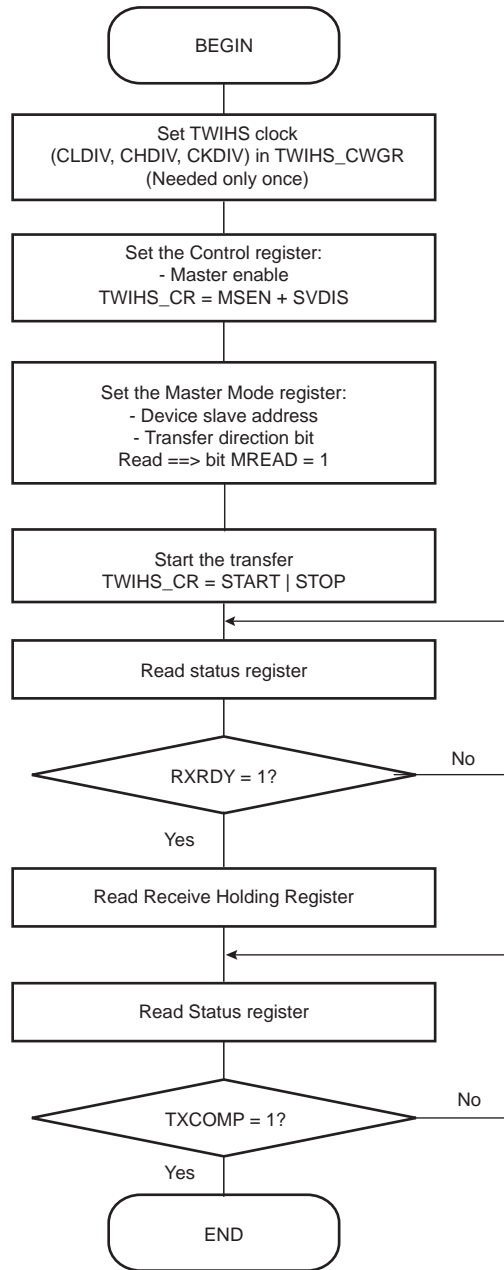 BEGIN
Set TWIHS clock
(CLDIV, CHDIV, CKDIV) in TWIHS_CWGR
(Needed only once)
Set the Control register:
- Master enable
TWIHS_CR = MSEN + SVDIS
Set the Master Mode register:
- Device slave address
- Transfer direction bit
Read ==> bit MREAD = 1
Start the transfer
TWIHS_CR = START | STOP
Read status register
RXRDY = 1?
No
Yes
Read Receive Holding Register
Read Status register
TXCOMP = 1?
No
Yes
END